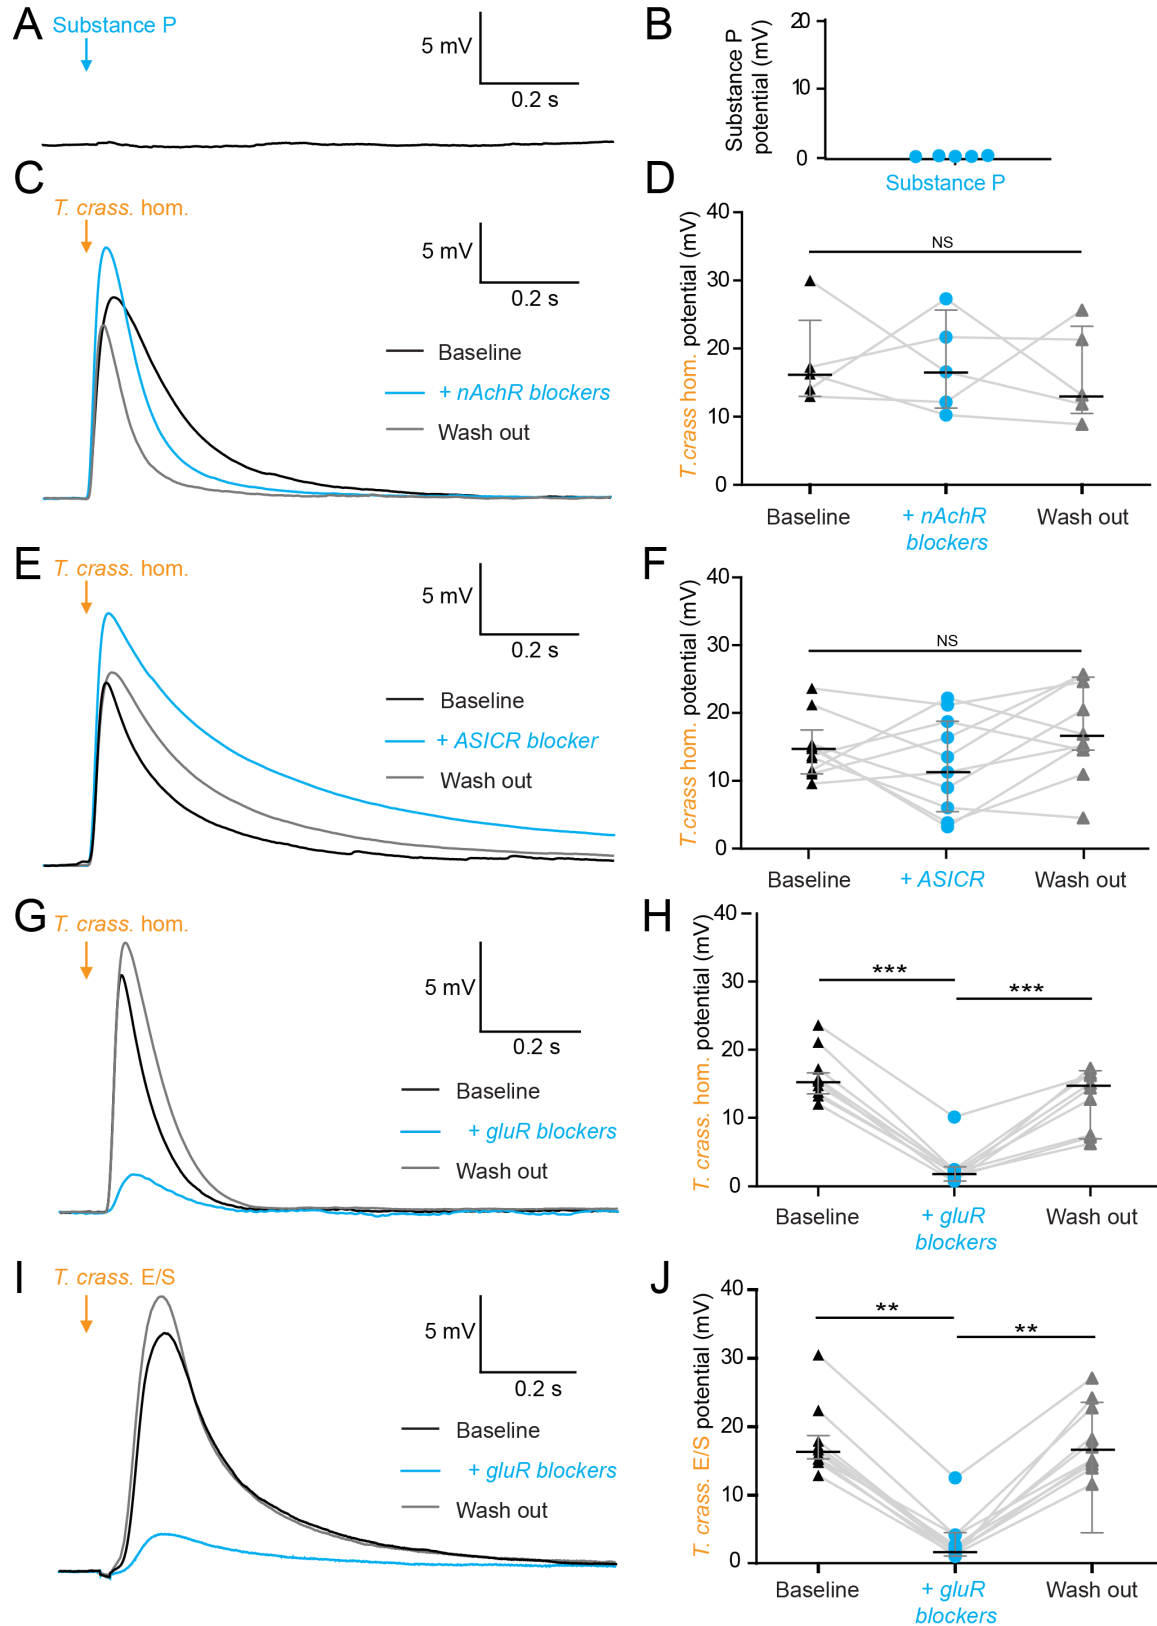 A
Substance P
5 mV
0.2 s
B
Substance P
potential (mV)
20
10
0
Substance P
C
T. crass. hom.
5 mV
0.2 s
Baseline
+ nAchR blockers
Wash out
D
T.crass hom. potential (mV)
40
30
20
10
0
NS
Baseline
+ nAchR
blockers
Wash out
E
T. crass. hom.
5 mV
0.2 s
Baseline
+ ASICR blocker
Wash out
F
T.crass hom. potential (mV)
40
30
20
10
0
NS
Baseline
+ ASICR
Wash out
G
T. crass. hom.
5 mV
0.2 s
Baseline
+ gluR blockers
Wash out
H
T. crass. hom. potential (mV)
40
30
20
10
0
***
***
Baseline
+ gluR
blockers
Wash out
I
T. crass. E/S
5 mV
0.2 s
Baseline
+ gluR blockers
Wash out
J
T. crass. E/S potential (mV)
40
30
20
10
0
**
**
Baseline
+ gluR
blockers
Wash out